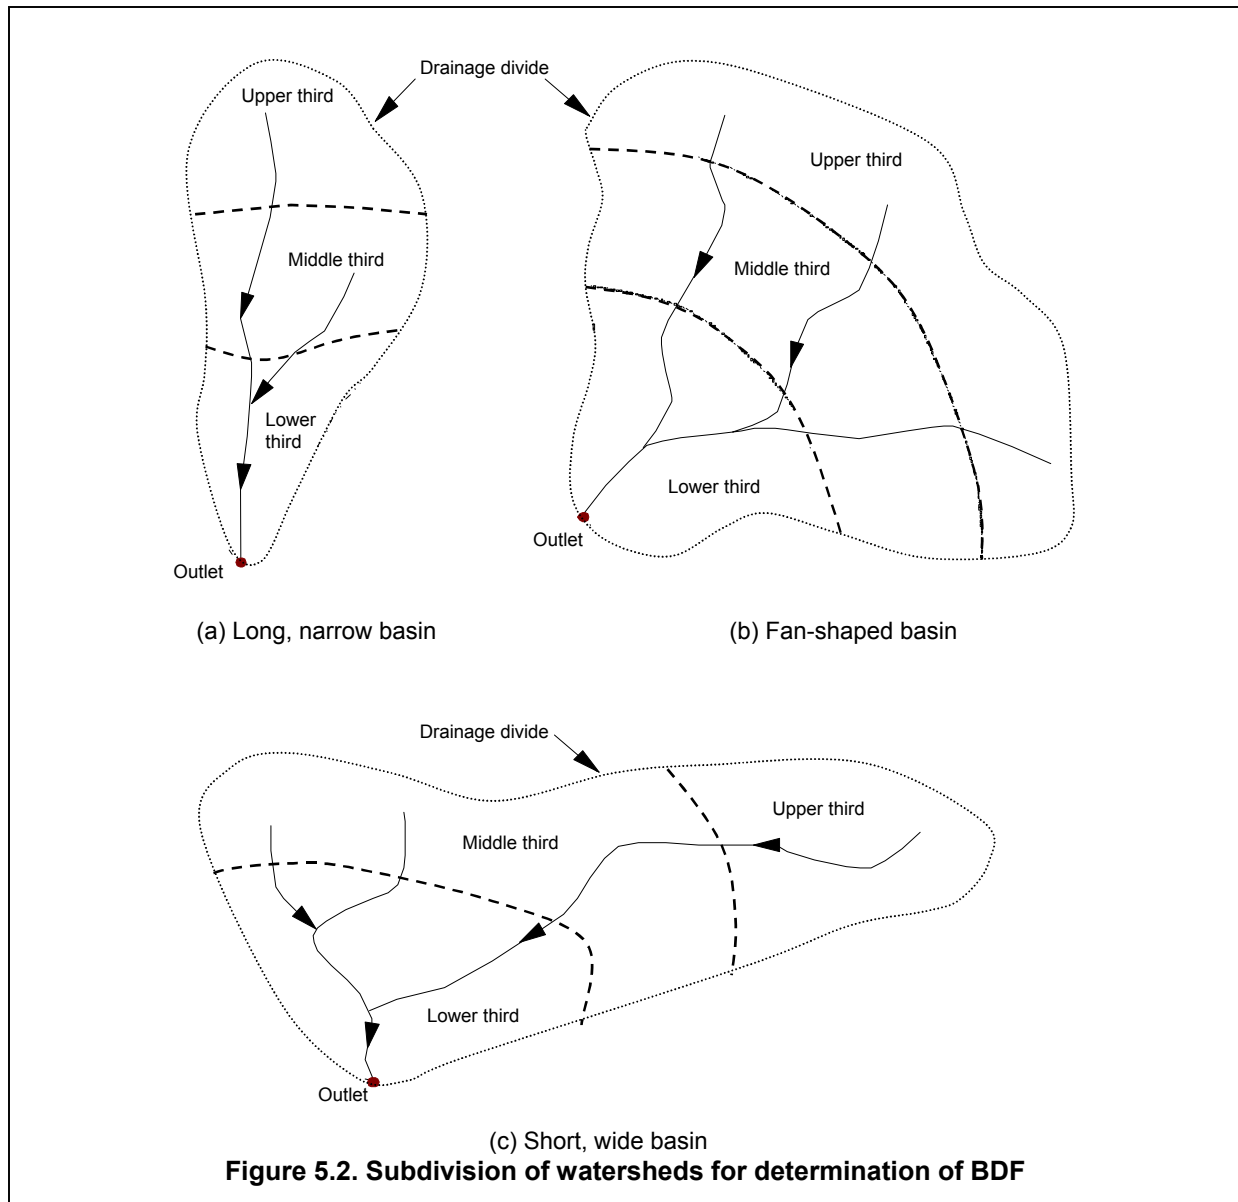 Drainage divide
Upper third
Middle third
Lower
third
Outlet
(a) Long, narrow basin
Upper third
Middle third
Lower third
Outlet
(b) Fan-shaped basin
Drainage divide
Upper third
Middle third
Lower third
Outlet
(c) Short, wide basin
Figure 5.2. Subdivision of watersheds for determination of BDF